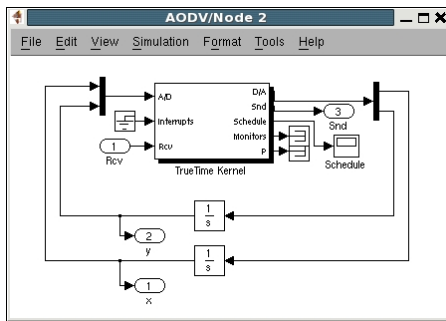 AODV/Node 2
File Edit View Simulation Format Tools Help
A/D
Interrupts
Rcv
D/A
Snd
Schedule
Monitors
P
TrueTime Kernel
1
Rcv
3
Snd
Schedule
1
s
2
y
1
s
1
x